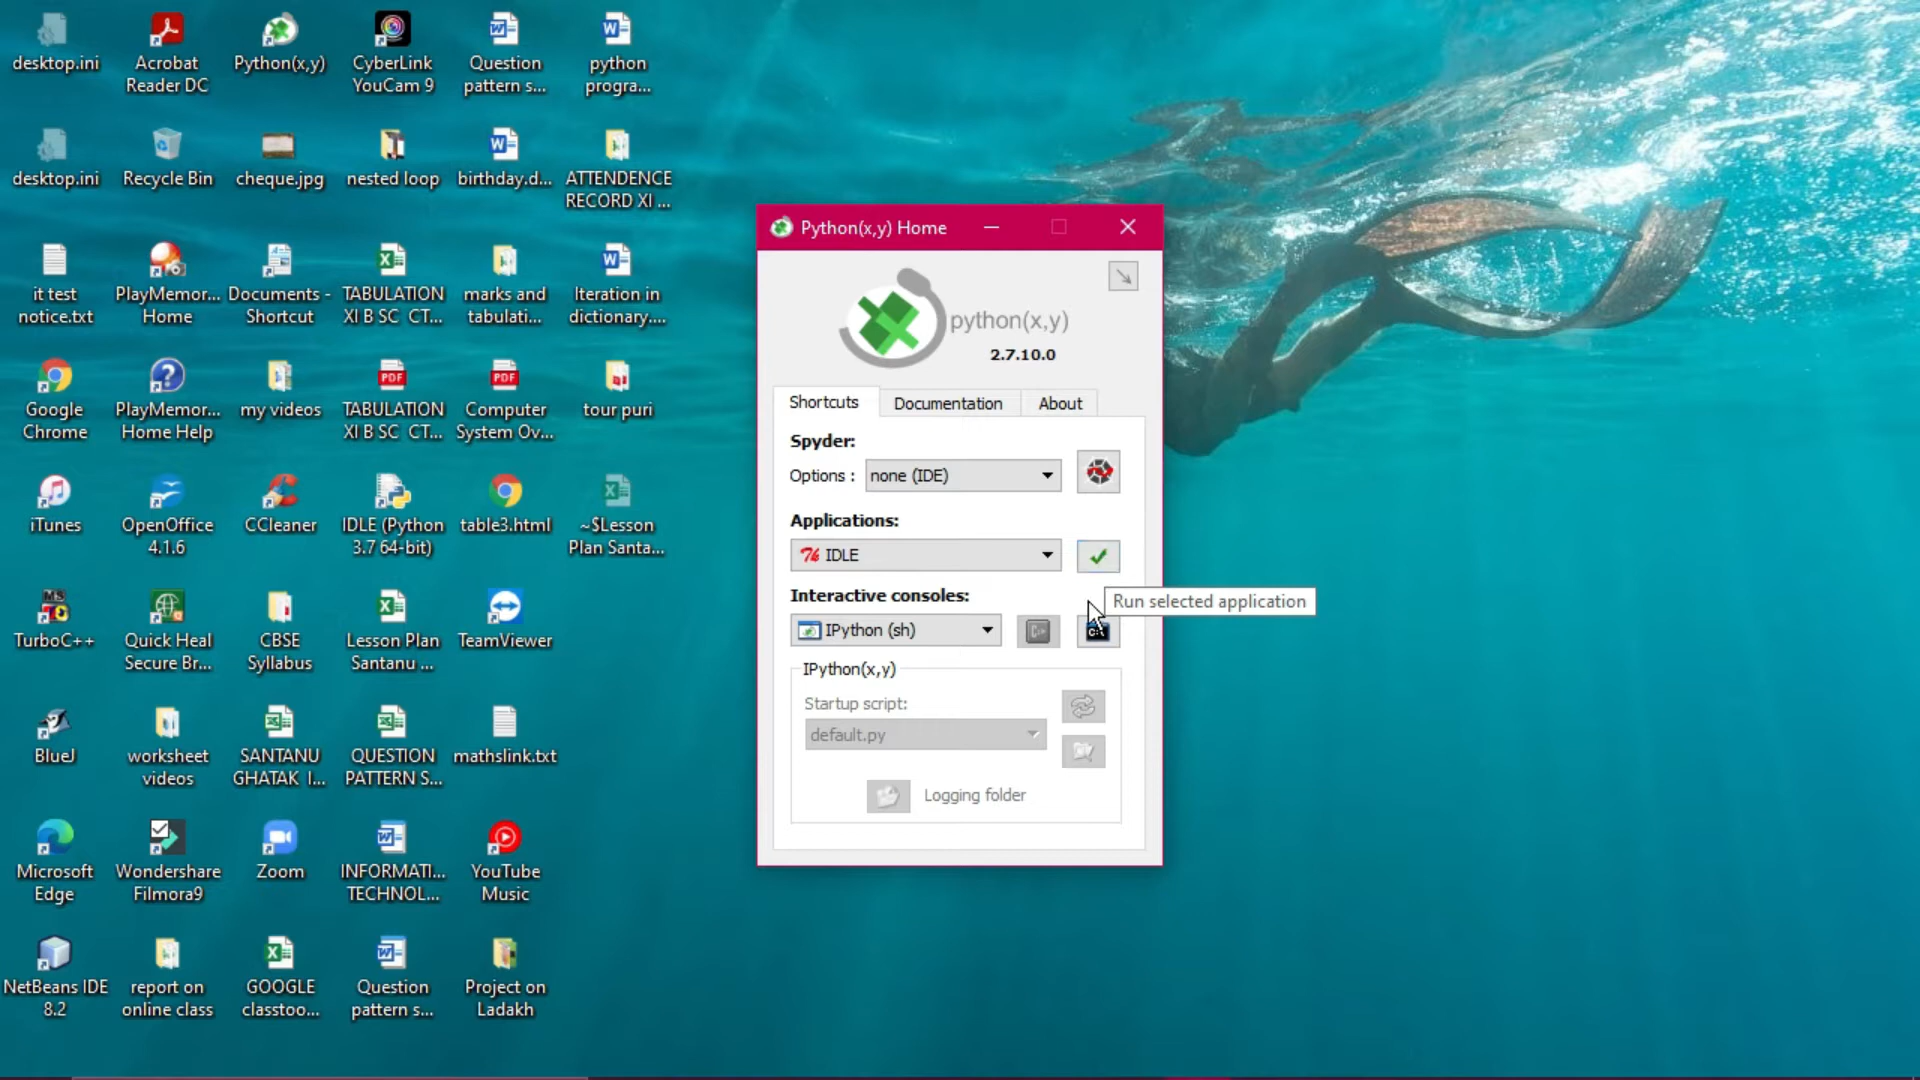 desktop.ini
Acrobat
Reader DC
Python(x,y)
CyberLink
YouCam 9
Question
pattern s...
python
progra...
desktop.ini
Recycle Bin
cheque.jpg
nested loop
birthday.d...
ATTENDENCE
RECORD XI ...
it test
notice.txt
PlayMemor...
Home
Documents -
Shortcut
TABULATION
XI B SC CT...
marks and
tabulati...
Iteration in
dictionary....
Google
Chrome
PlayMemor...
Home Help
my videos
PDF
TABULATION
XI B SC CT...
PDF
Computer
System Ov...
tour puri
iTunes
OpenOffice
4.1.6
CCleaner
IDLE (Python
3.7 64-bit)
table3.html
~$Lesson
Plan Santa...
MS
TurboC++
Quick Heal
Secure Br...
CBSE
Syllabus
Lesson Plan
Santanu ...
TeamViewer
BlueJ
worksheet
videos
SANTANU
GHATAK I...
QUESTION
PATTERN S...
mathslink.txt
Microsoft
Edge
Wondershare
Filmora9
Zoom
INFORMATI...
TECHNOL...
YouTube
Music
NetBeans IDE
8.2
report on
online class
GOOGLE
classtoo...
Question
pattern s...
Project on
Ladakh
Python(x,y) Home
python(x,y)
2.7.10.0
Shortcuts
Documentation
About
Spyder:
Options :
none (IDE)
Applications:
IDLE
Run selected application
Interactive consoles:
IPython (sh)
C:\
IPython(x,y)
Startup script:
default.py
Logging folder